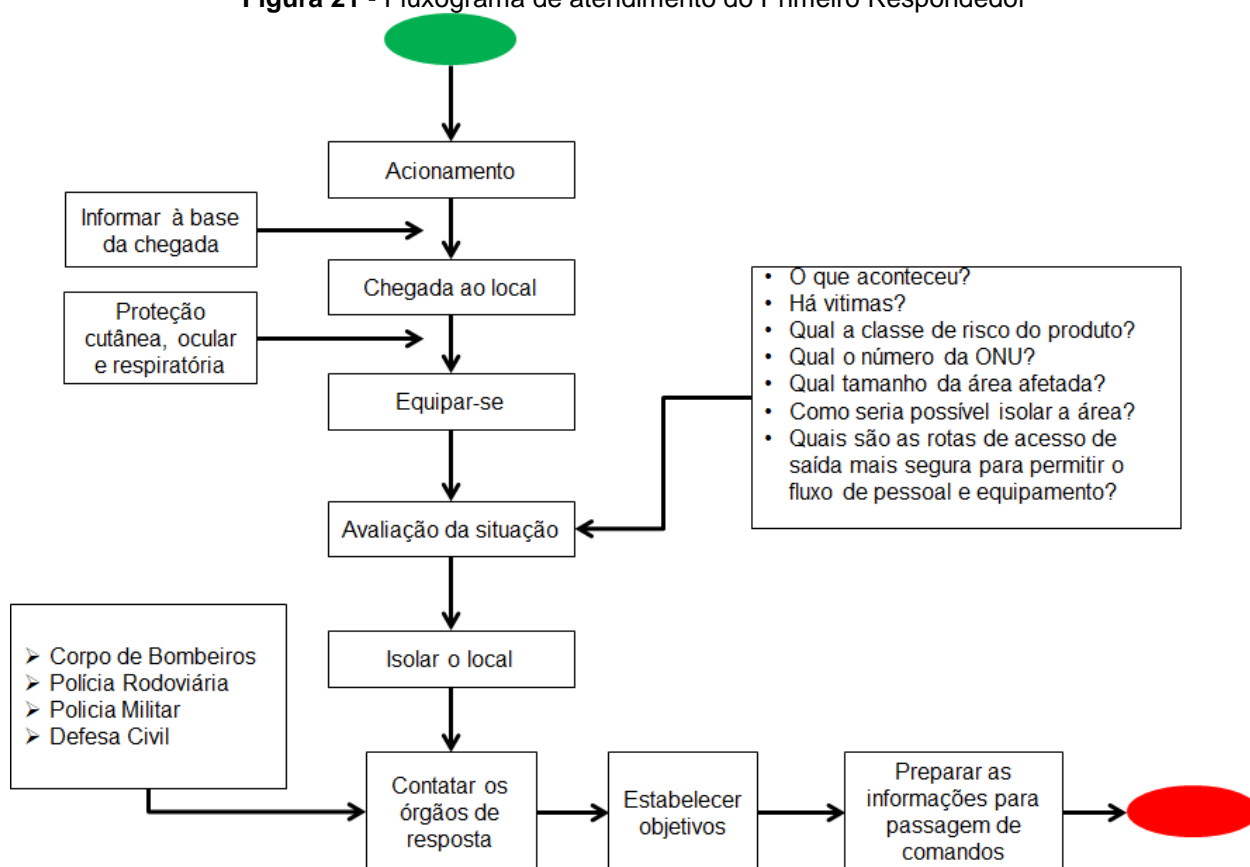 Figura 21 - Fluxograma de atendimento do Primeiro Respondedor
Acionamento
Informar à base
da chegada
Chegada ao local
Proteção
cutânea, ocular
e respiratória
Equipar-se
• O que aconteceu?
• Há vitimas?
• Qual a classe de risco do produto?
• Qual o número da ONU?
• Qual tamanho da área afetada?
• Como seria possível isolar a área?
• Quais são as rotas de acesso de
saída mais segura para permitir o
fluxo de pessoal e equipamento?
Avaliação da situação
Isolar o local
➢ Corpo de Bombeiros
➢ Polícia Rodoviária
➢ Policia Militar
➢ Defesa Civil
Contatar os
órgãos de
resposta
Estabelecer
objetivos
Preparar as
informações para
passagem de
comandos